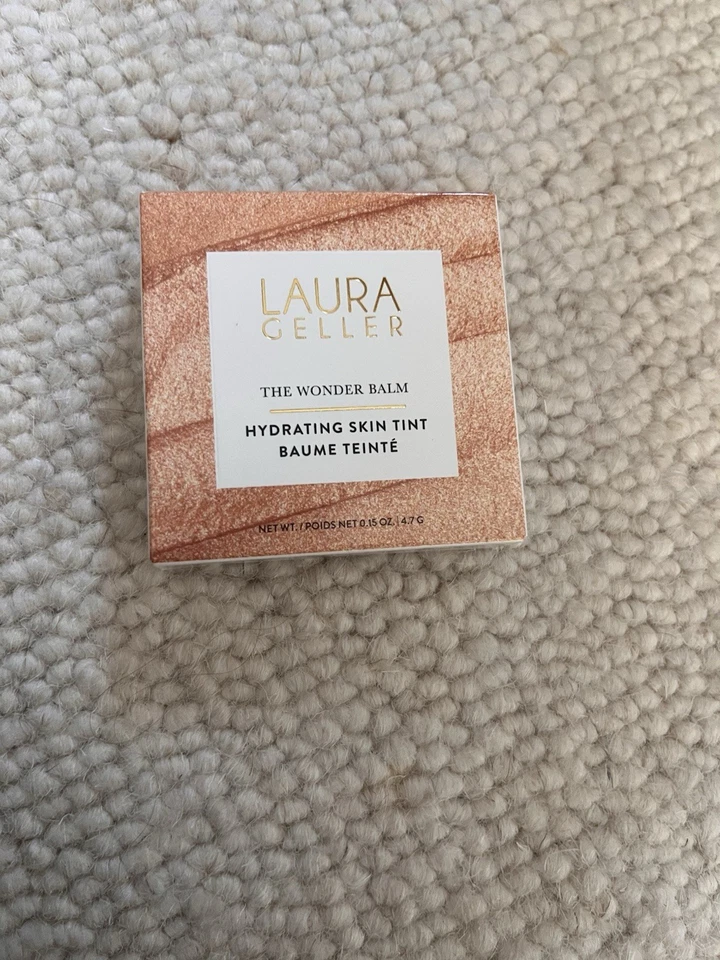 LAURA
GELLER
THE WONDER BALM
HYDRATING SKIN TINT
BAUME TEINTÉ
NET WT. / POIDS NET 0.15 OZ. | 4.7 G